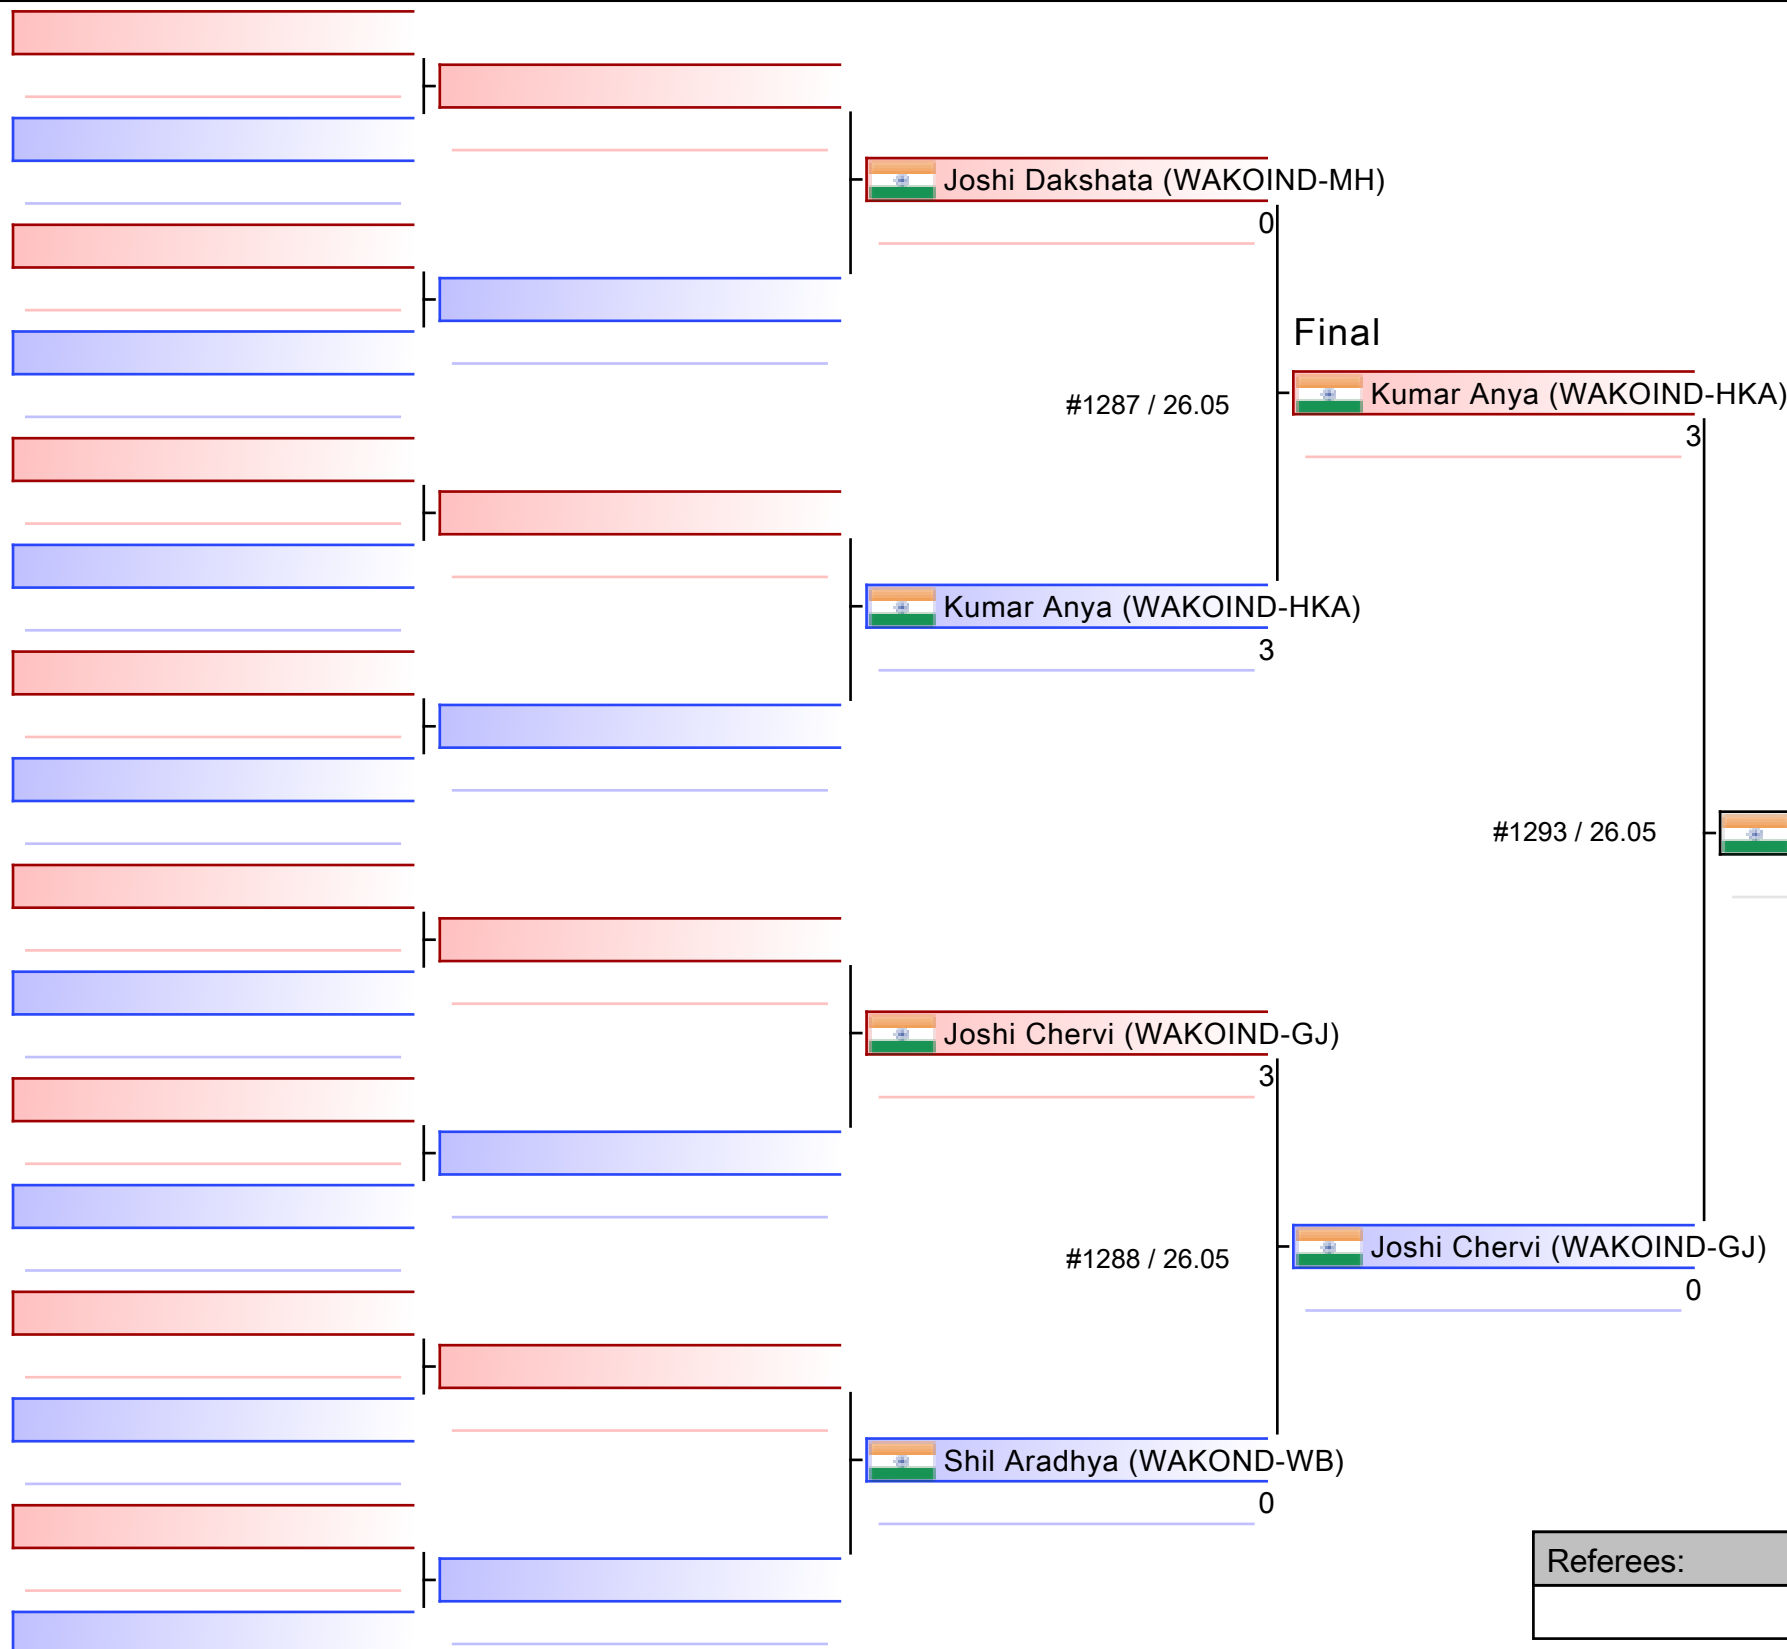 Joshi Dakshata (WAKOIND-MH)
0
Final
#1287 / 26.05
Kumar Anya (WAKOIND-HKA)
3
Kumar Anya (WAKOIND-HKA)
3
#1293 / 26.05
Joshi Chervi (WAKOIND-GJ)
3
#1288 / 26.05
Joshi Chervi (WAKOIND-GJ)
0
Shil Aradhya (WAKOND-WB)
0
Referees: